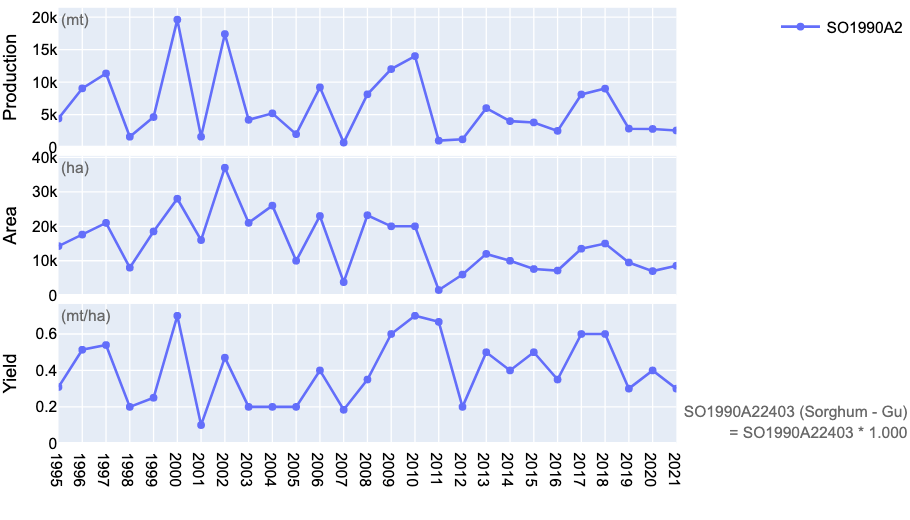 Production
20k
15k
10k
5k
0
(mt)
SO1990A2
Area
40k
30k
20k
10k
0
(ha)
Yield
0.6
0.4
0.2
0
(mt/ha)
SO1990A22403 (Sorghum - Gu)
= SO1990A22403 * 1.000
1995
1996
1997
1998
1999
2000
2001
2002
2003
2004
2005
2006
2007
2008
2009
2010
2011
2012
2013
2014
2015
2016
2017
2018
2019
2020
2021